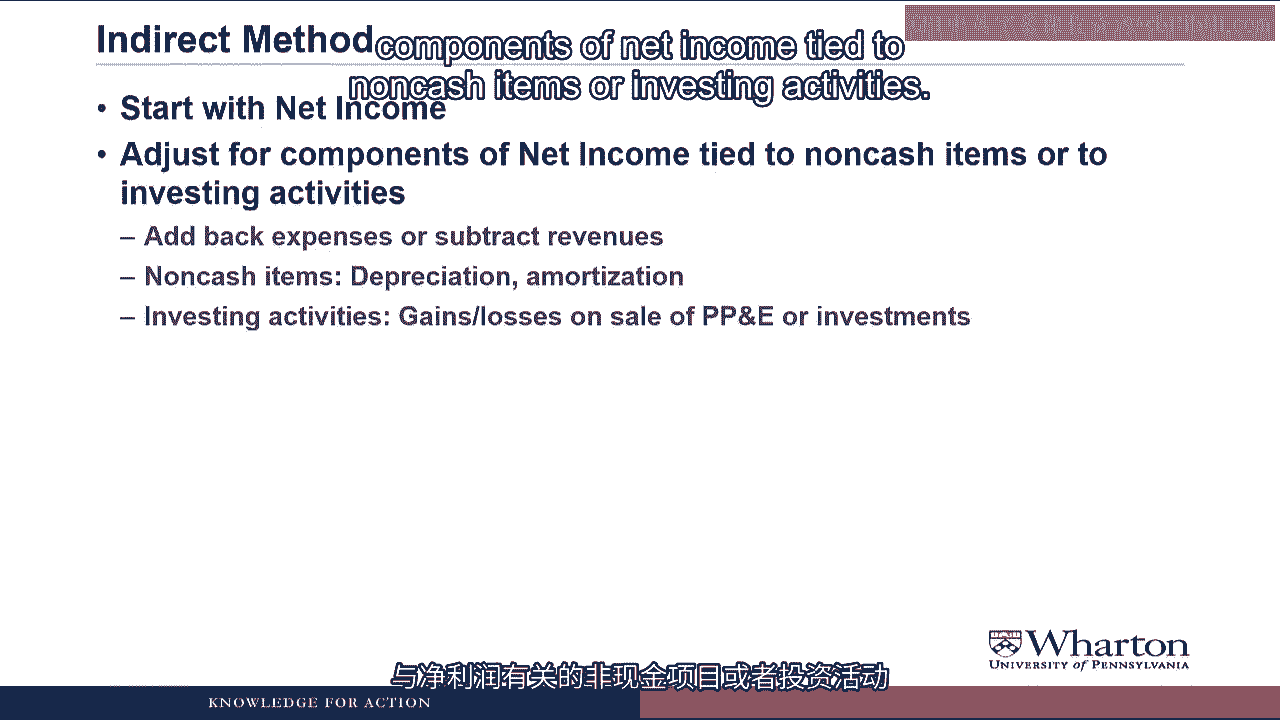 Indirect Method
components of net income tied to
noncash items or investing activities.
• Start with Net Income
• Adjust for components of Net Income tied to noncash items or to
investing activities
– Add back expenses or subtract revenues
– Noncash items: Depreciation, amortization
– Investing activities: Gains/losses on sale of PP&E or investments
Wharton
UNIVERSITY of PENNSYLVANIA
与净利润有关的非现金项目或者投资活动
KNOWLEDGE FOR ACTION